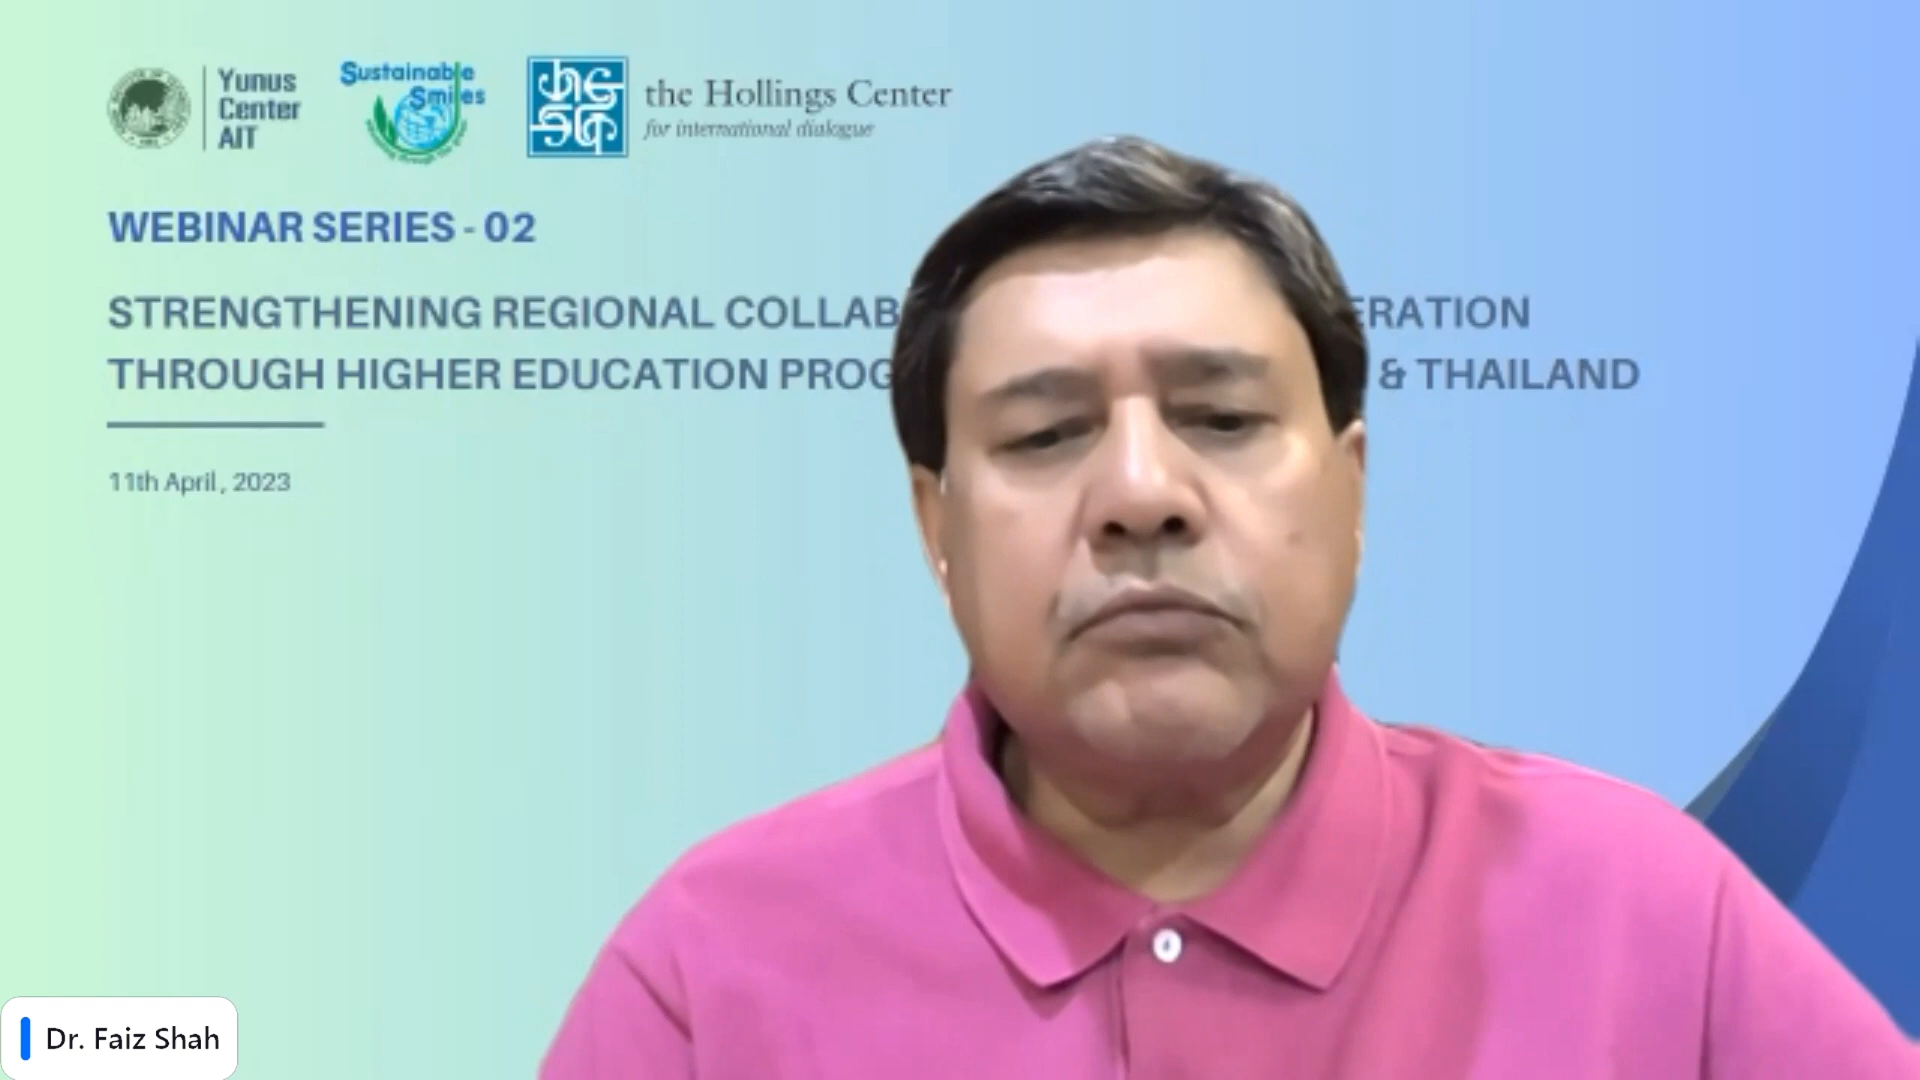 Yunus
Center
AIT
Sustainable
Smiles
the Hollings Center
for international dialogue
WEBINAR SERIES - 02
STRENGTHENING REGIONAL COLLAB ERATION
THROUGH HIGHER EDUCATION PROG & THAILAND
11th April, 2023
Dr. Faiz Shah